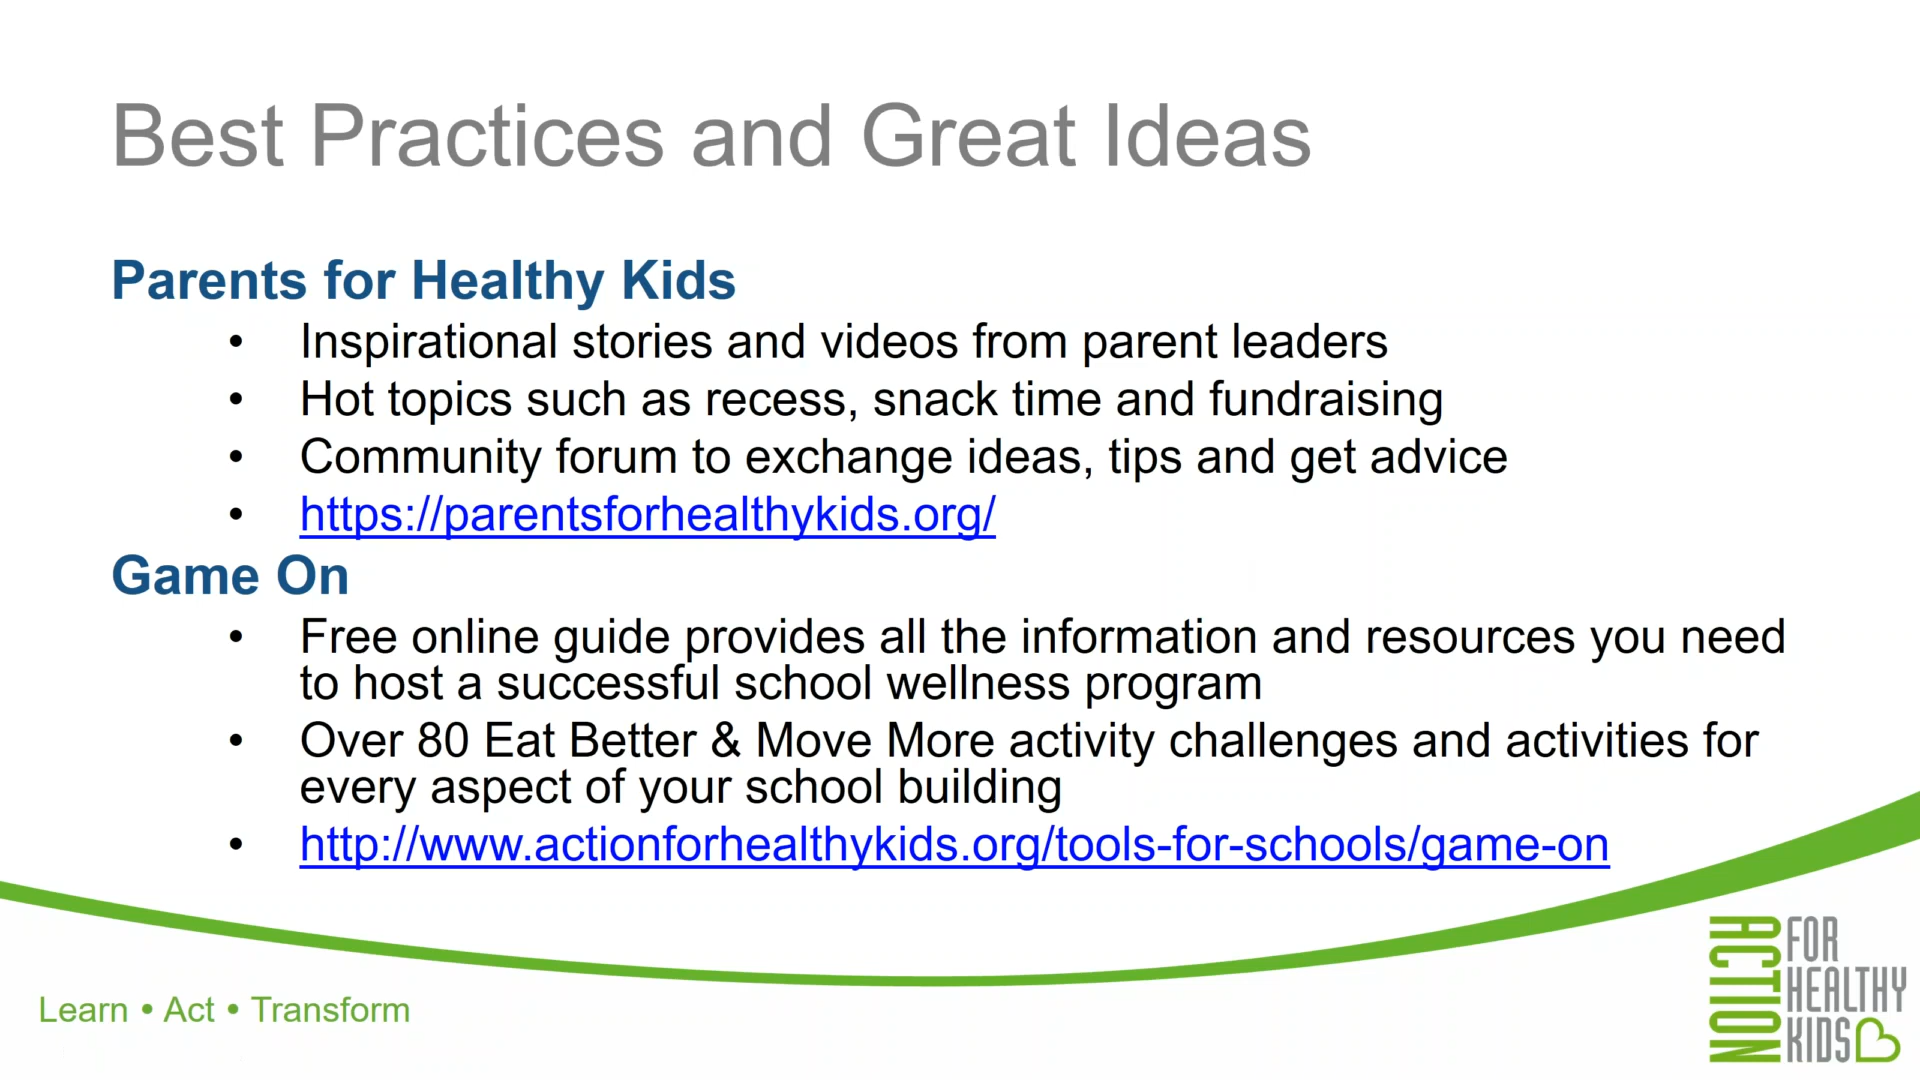 Best Practices and Great Ideas
Parents for Healthy Kids
• Inspirational stories and videos from parent leaders
• Hot topics such as recess, snack time and fundraising
• Community forum to exchange ideas, tips and get advice
• https://parentsforhealthykids.org/
Game On
• Free online guide provides all the information and resources you need
to host a successful school wellness program
• Over 80 Eat Better & Move More activity challenges and activities for
every aspect of your school building
• http://www.actionforhealthykids.org/tools-for-schools/game-on
Learn • Act • Transform
ACTION
FOR
HEALTHY
KIDS